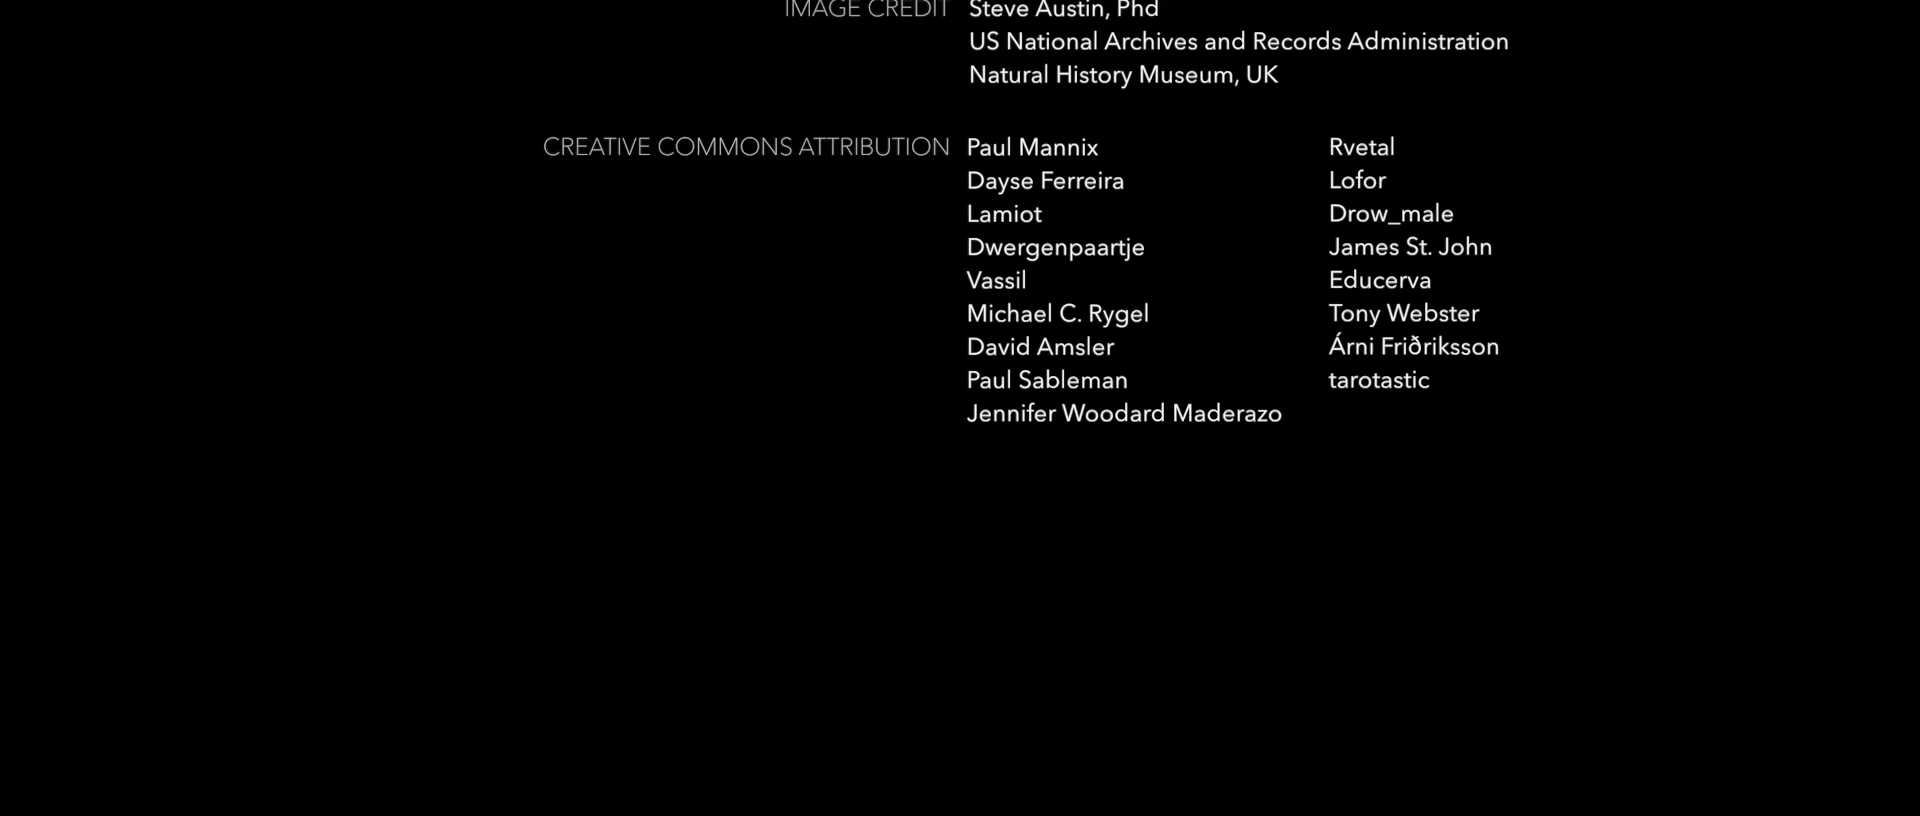 IMAGE CREDIT Steve Austin, Phd
US National Archives and Records Administration
Natural History Museum, UK
CREATIVE COMMONS ATTRIBUTION Paul Mannix Rvetal
Dayse Ferreira Lofor
Lamiot Drow_male
Dwergenpaartje James St. John
Vassil Educerva
Michael C. Rygel Tony Webster
David Amsler Árni Friðriksson
Paul Sableman tarotastic
Jennifer Woodard Maderazo